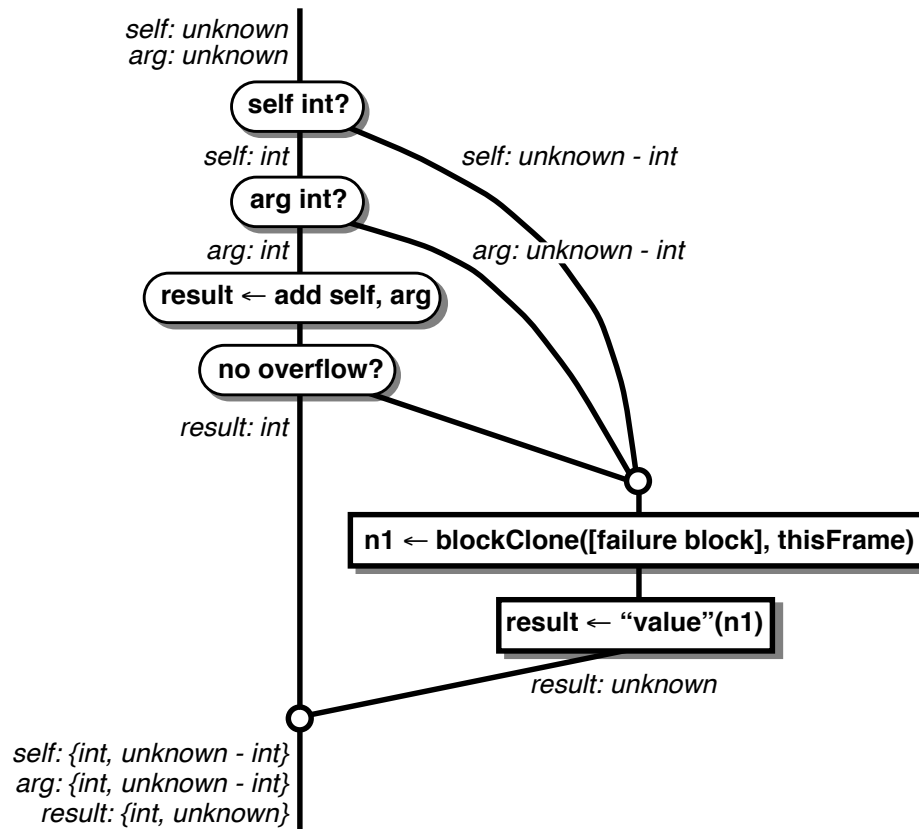 self: unknown
arg: unknown
self int?
self: int
self: unknown - int
arg int?
arg: int
arg: unknown - int
result ← add self, arg
no overflow?
result: int
n1 ← blockClone([failure block], thisFrame)
result ← “value”(n1)
result: unknown
self: {int, unknown - int}
arg: {int, unknown - int}
result: {int, unknown}